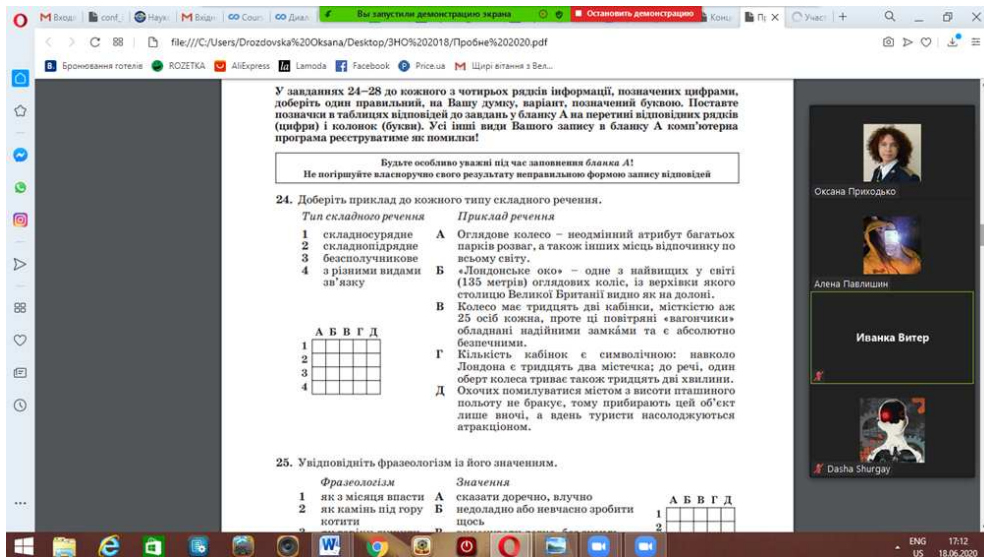 Вы запустили демонстрацию экрана
Остановить демонстрацию
file:///C:/Users/Drozdovska%20Oksana/Desktop/ЗНО%202018/Пробне%202020.pdf
Бронювання готелів ROZETKA AliExpress Lamoda Facebook Price.ua Щирі вітання з Вел...
У завданнях 24–28 до кожного з чотирьох рядків інформації, позначених цифрами,
доберіть один правильний, на Вашу думку, варіант, позначений буквою. Поставте
позначки в таблицях відповідей до завдань у бланку А на перетині відповідних рядків
(цифри) і колонок (букви). Усі інші види Вашого запису в бланку А комп'ютерна
програма реєструватиме як помилки!
Будьте особливо уважні під час заповнення бланка А!
Не погіршуйте власноручно свого результату неправильною формою запису відповідей
24. Доберіть приклад до кожного типу складного речення.
Тип складного речення
1 складносурядне
2 складнопідрядне
3 безсполучникове
4 з різними видами
зв'язку
А Б В Г Д
1
2
3
4
Приклад речення
А Оглядове колесо – неодмінний атрибут багатьох
парків розваг, а також інших місць відпочинку по
всьому світу.
Б «Лондонське око» – одне з найвищих у світі
(135 метрів) оглядових коліс, із верхівки якого
столицю Великої Британії видно як на долоні.
В Колесо має тридцять дві кабінки, місткістю аж
25 осіб кожна, проте ці повітряні «вагончики»
обладнані надійними замка́ми та є абсолютно
безпечними.
Г Кількість кабінок є символічною: навколо
Лондона є тридцять два містечка; до речі, один
оберт колеса триває також тридцять дві хвилини.
Д Охочих помилуватися містом з висоти пташиного
польоту не бракує, тому прибирають цей об'єкт
лише вночі, а вдень туристи насолоджуються
атракціоном.
25. Увідповідніть фразеологізм із його значенням.
Фразеологізм
1 як з місяця впасти
2 як камінь під гору
котити
Значення
А сказати доречно, влучно
Б недоладно або невчасно зробити
щось
А Б В Г Д
1
2
Оксана Приходько
Алена Павлишин
Иванка Витер
Dasha Shurgay
ENG
US
17:12
18.06.2020